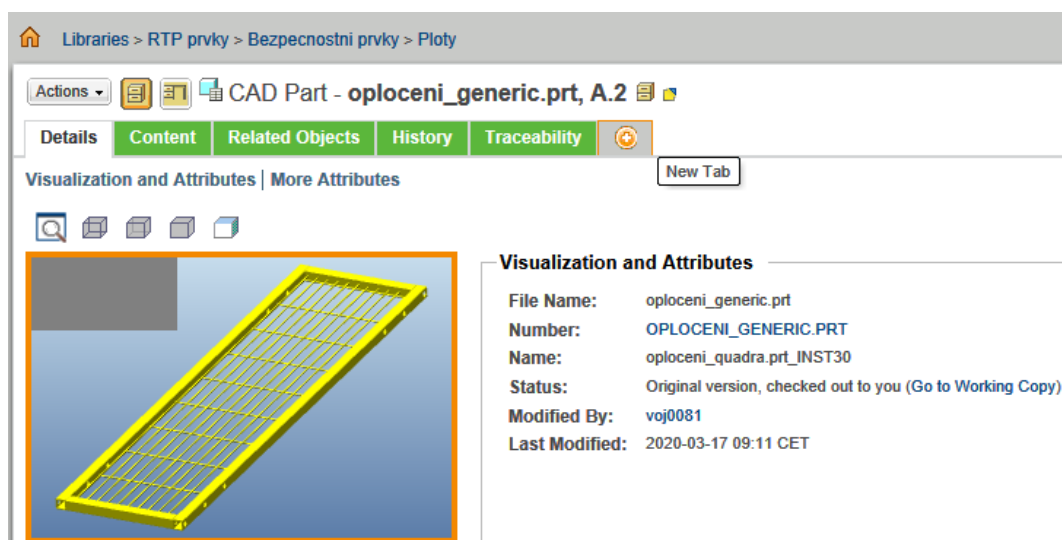 Libraries > RTP prvky > Bezpecnostni prvky > Ploty
Actions CAD Part - oploceni_generic.prt, A.2
Details Content Related Objects History Traceability
New Tab
Visualization and Attributes | More Attributes
Visualization and Attributes
File Name: oploceni_generic.prt
Number: OPLOCENI_GENERIC.PRT
Name: oploceni_quadra.prt_INST30
Status: Original version, checked out to you (Go to Working Copy)
Modified By: voj0081
Last Modified: 2020-03-17 09:11 CET